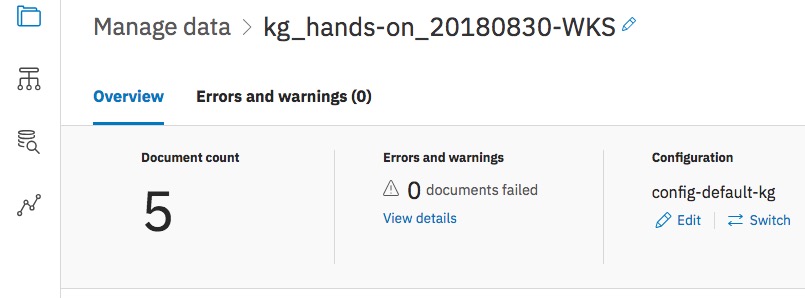 Manage data > kg_hands-on_20180830-WKS
Overview
Errors and warnings (0)
Document count
5
Errors and warnings
0 documents failed
View details
Configuration
config-default-kg
Edit
Switch